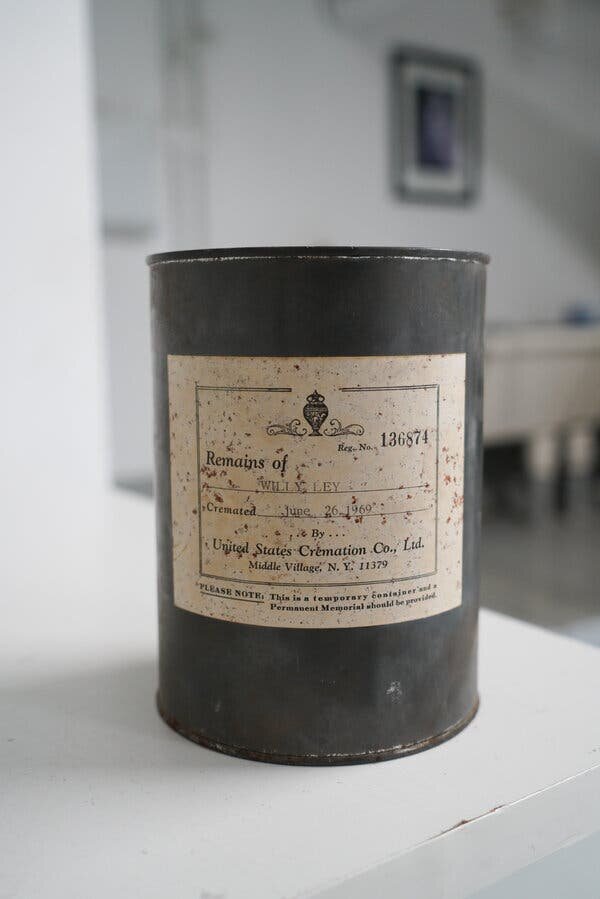 Reg. No. 136874
Remains of
WILLY LEY
Cremated June 26,1969
. . . By . . .
United States Cremation Co., Ltd.
Middle Village, N. Y. 11379
PLEASE NOTE: This is a temporary container and a
Permanent Memorial should be provided.